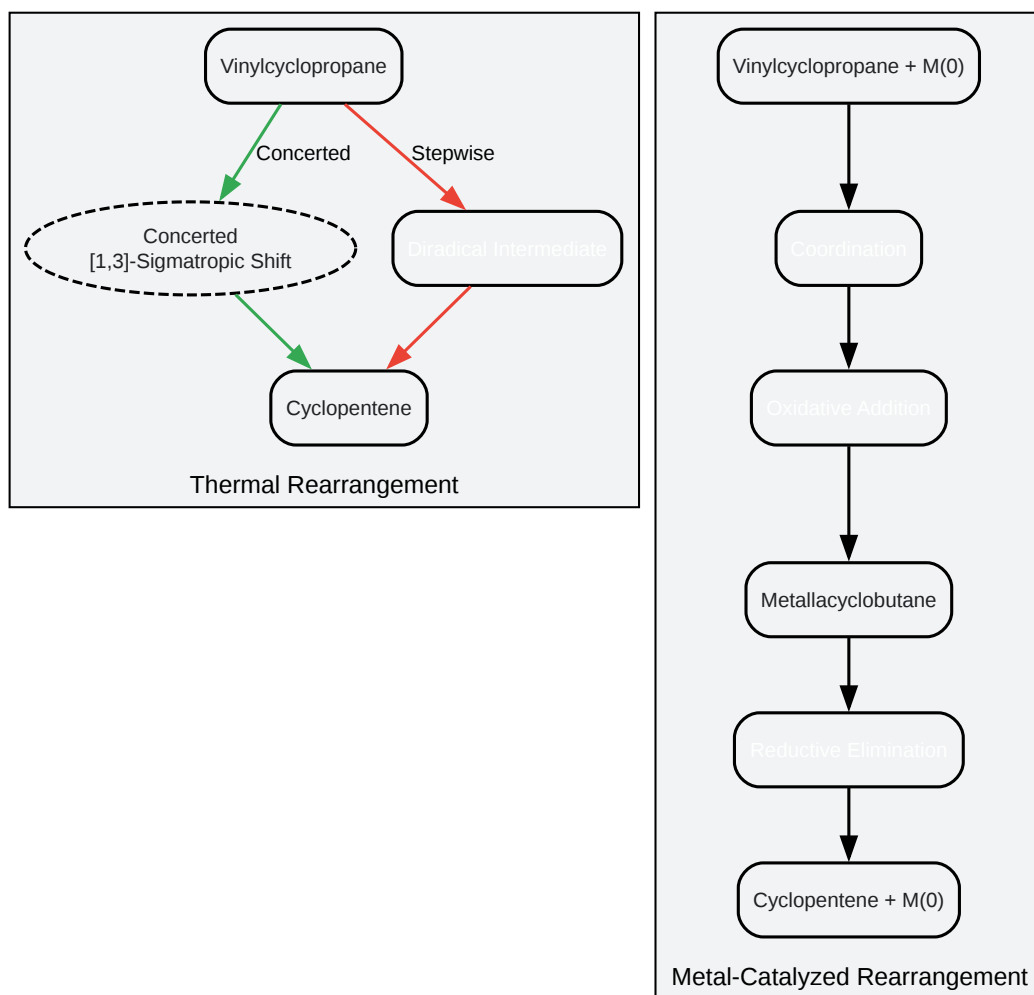 Vinylcyclopropane
Concerted
Stepwise
Concerted
[1,3]-Sigmatropic Shift
Diradical Intermediate
Cyclopentene
Thermal Rearrangement
Vinylcyclopropane + M(0)
Coordination
Oxidative Addition
Metallacyclobutane
Reductive Elimination
Cyclopentene + M(0)
Metal-Catalyzed Rearrangement